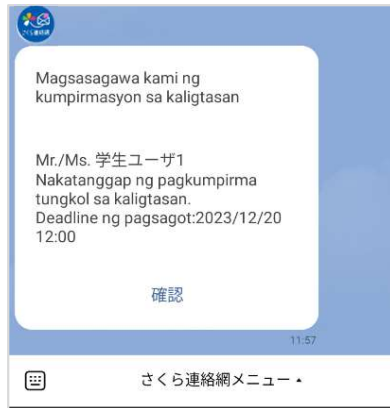 さくら連絡網
Magsasagawa kami ng
kumpirmasyon sa kaligtasan
Mr./Ms. 学生ユーザ1
Nakatanggap ng pagkumpirma
tungkol sa kaligtasan.
Deadline ng pagsagot:2023/12/20
12:00
確認
11:57
さくら連絡網メニュー▲